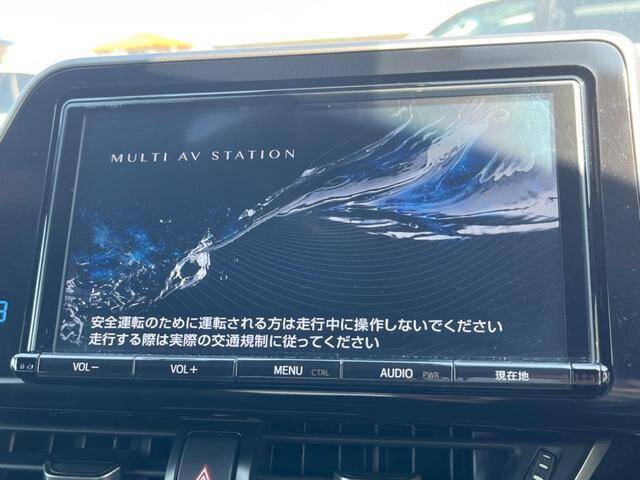 MULTI AV STATION
安全運転のために運転される方は走行中に操作しないでください
走行する際は実際の交通規制に従ってください
VOL− VOL+ MENU CTRL AUDIO PWR 現在地